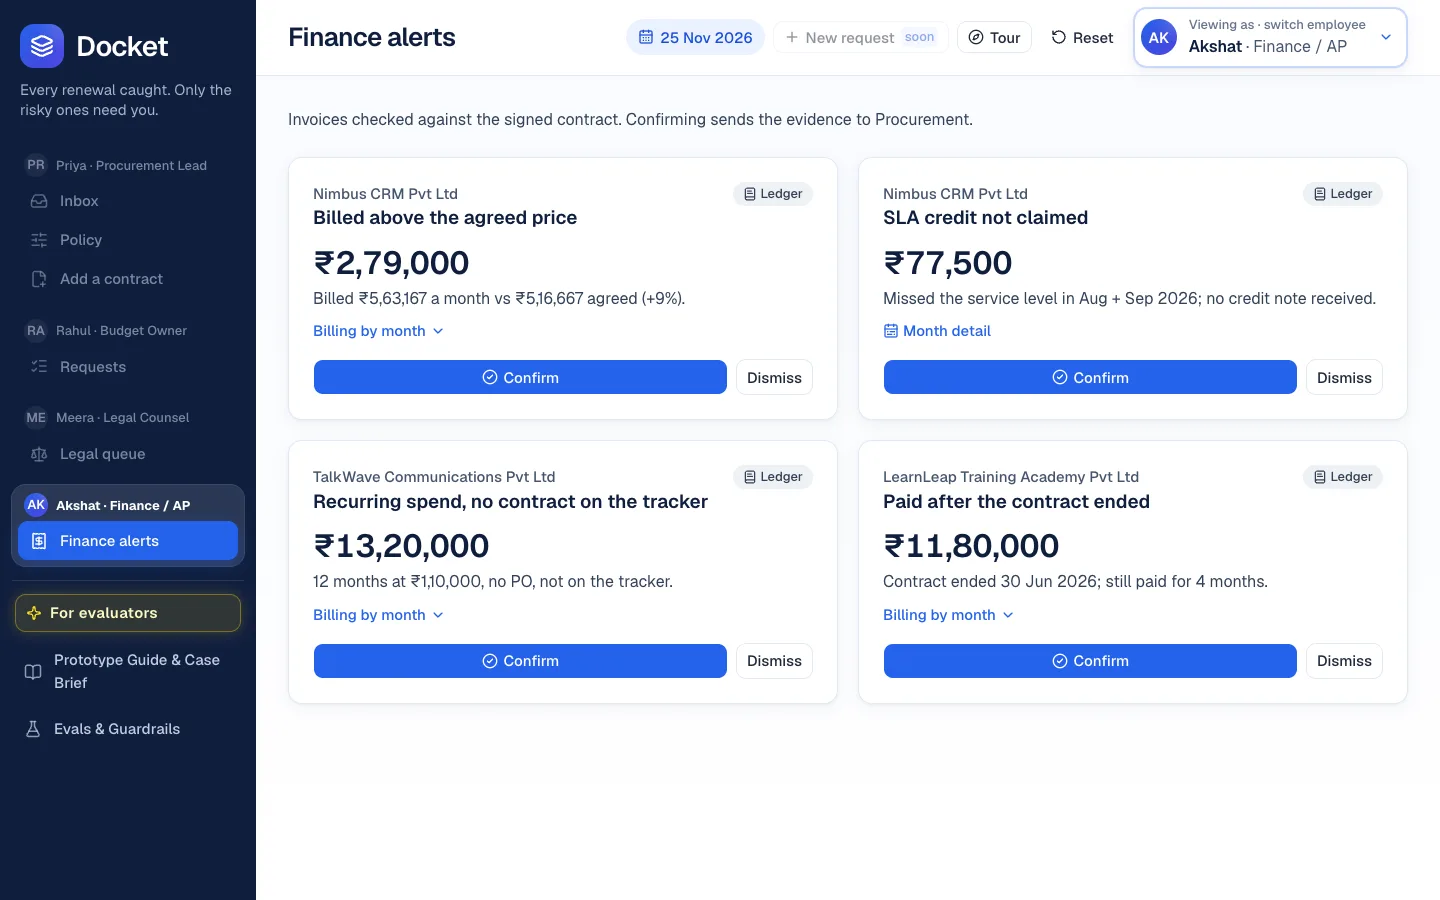 Docket
Every renewal caught. Only the
risky ones need you.
PR Priya · Procurement Lead
Inbox
Policy
Add a contract
RA Rahul · Budget Owner
Requests
ME Meera · Legal Counsel
Legal queue
AK Akshat · Finance / AP
Finance alerts
For evaluators
Prototype Guide & Case
Brief
Evals & Guardrails
Finance alerts
25 Nov 2026
New request soon
Tour
Reset
AK
Viewing as · switch employee
Akshat · Finance / AP
Invoices checked against the signed contract. Confirming sends the evidence to Procurement.
Nimbus CRM Pvt Ltd
Ledger
Billed above the agreed price
₹2,79,000
Billed ₹5,63,167 a month vs ₹5,16,667 agreed (+9%).
Billing by month
Confirm
Dismiss
Nimbus CRM Pvt Ltd
Ledger
SLA credit not claimed
₹77,500
Missed the service level in Aug + Sep 2026; no credit note received.
Month detail
Confirm
Dismiss
TalkWave Communications Pvt Ltd
Ledger
Recurring spend, no contract on the tracker
₹13,20,000
12 months at ₹1,10,000, no PO, not on the tracker.
Billing by month
Confirm
Dismiss
LearnLeap Training Academy Pvt Ltd
Ledger
Paid after the contract ended
₹11,80,000
Contract ended 30 Jun 2026; still paid for 4 months.
Billing by month
Confirm
Dismiss